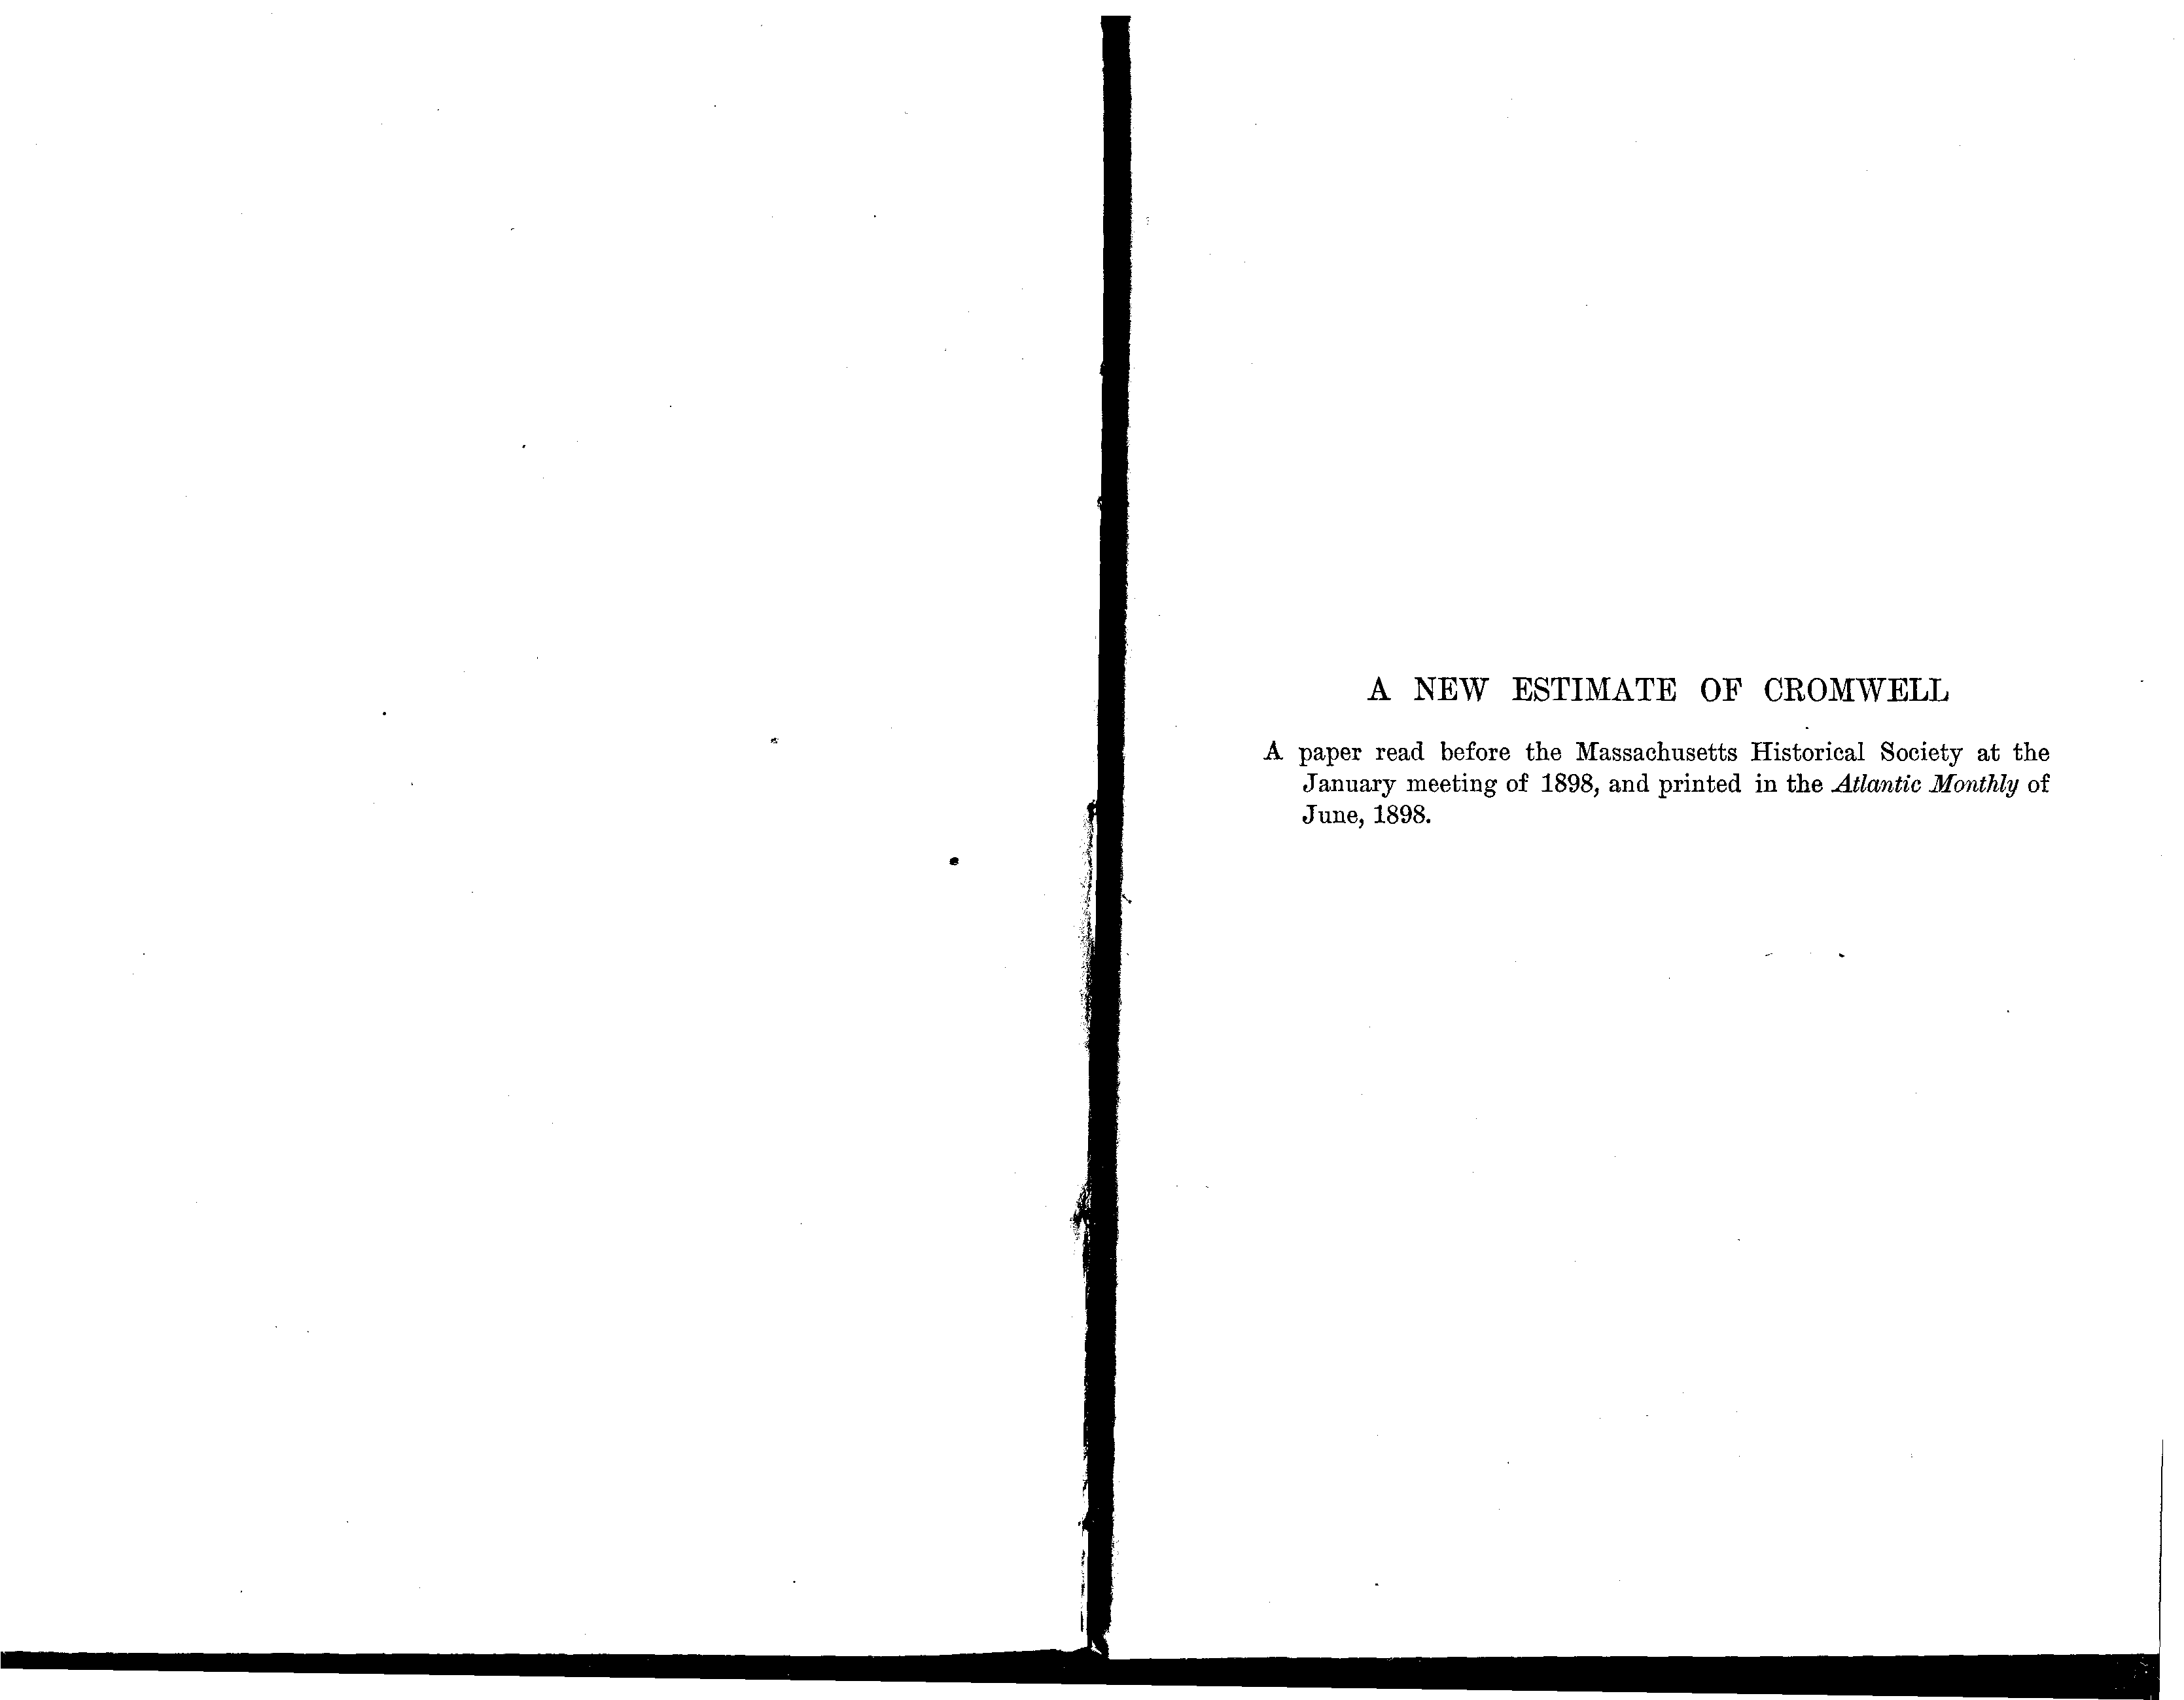 A NEW ESTIMATE OF CROMWELL
A paper read before the Massachusetts Historical Society at the
January meeting of 1898, and printed in the Atlantic Monthly of
June, 1898.